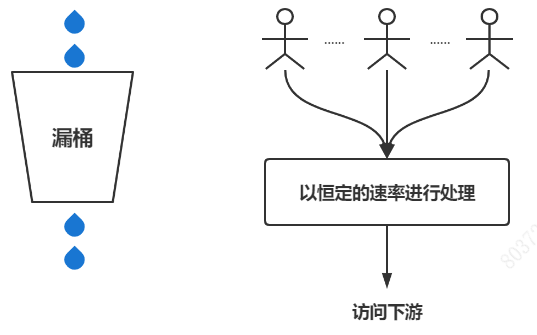 漏桶
......
......
以恒定的速率进行处理
访问下游